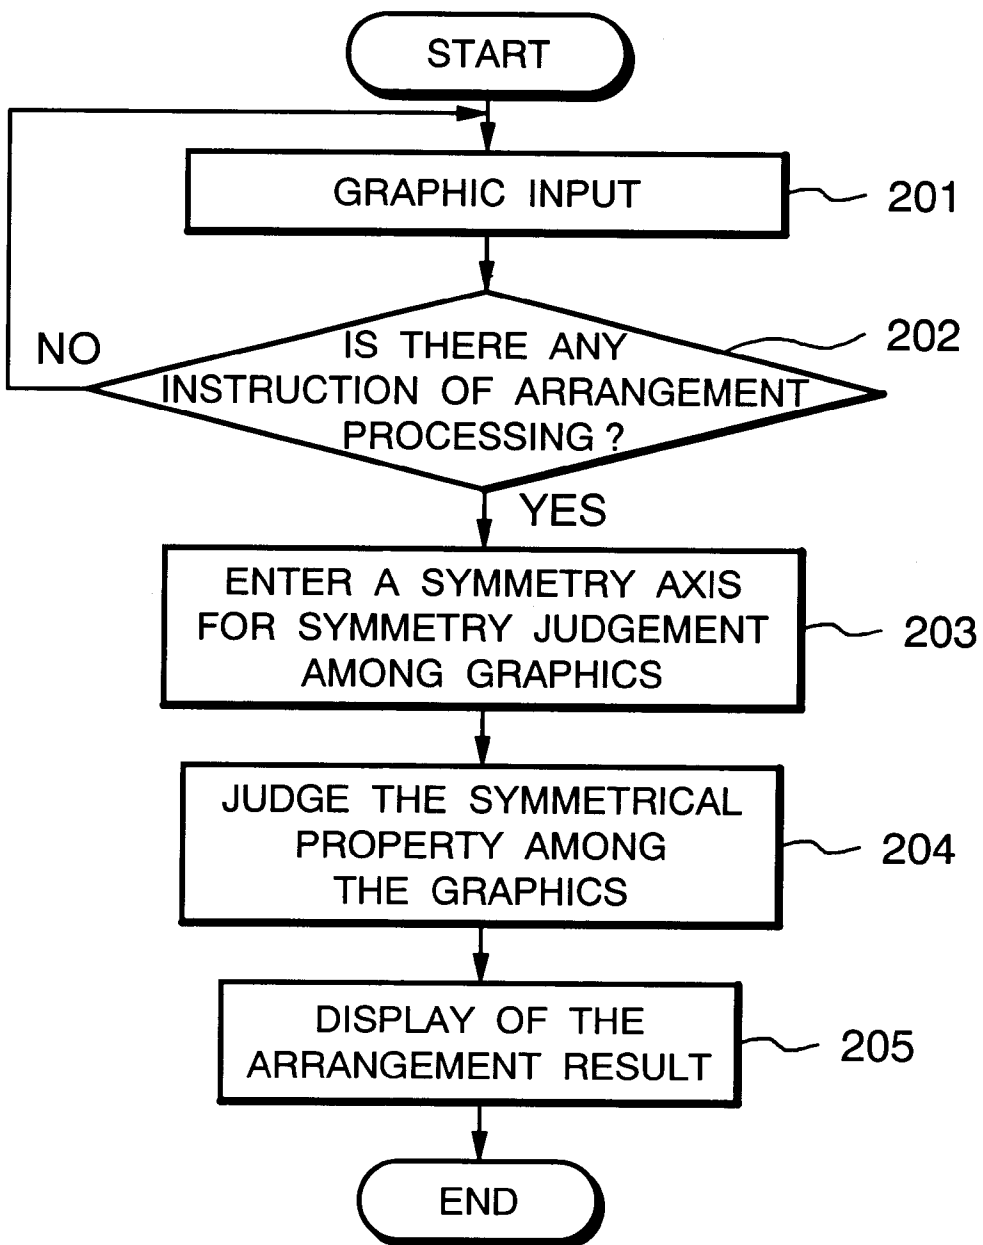 START
GRAPHIC INPUT
201
202
NO
IS THERE ANY
INSTRUCTION OF ARRANGEMENT
PROCESSING ?
YES
ENTER A SYMMETRY AXIS
FOR SYMMETRY JUDGEMENT
AMONG GRAPHICS
203
JUDGE THE SYMMETRICAL
PROPERTY AMONG
THE GRAPHICS
204
DISPLAY OF THE
ARRANGEMENT RESULT
205
END